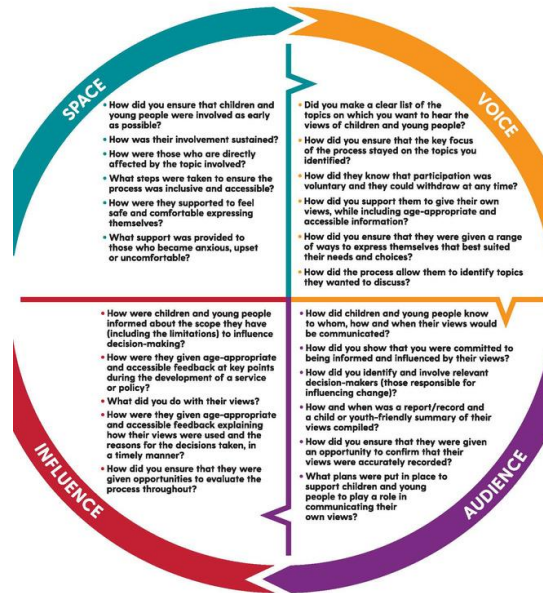 SPACE
• How did you ensure that children and
young people were involved as early
as possible?
• How was their involvement sustained?
• How were those who are directly
affected by the topic involved?
• What steps were taken to ensure the
process was inclusive and accessible?
• How were they supported to feel
safe and comfortable expressing
themselves?
• What support was provided to
those who became anxious, upset
or uncomfortable?
VOICE
• Did you make a clear list of the
topics on which you want to hear the
views of children and young people?
• How did you ensure that the key focus
of the process stayed on the topics you
identified?
• How did they know that participation was
voluntary and they could withdraw at any time?
• How did you support them to give their own
views, while including age-appropriate and
accessible information?
• How did you ensure that they were given a range
of ways to express themselves that best suited
their needs and choices?
• How did the process allow them to identify topics
they wanted to discuss?
INFLUENCE
• How were children and young people
informed about the scope they have
(including the limitations) to influence
decision-making?
• How were they given age-appropriate
and accessible feedback at key points
during the development of a service
or policy?
• What did you do with their views?
• How were they given age-appropriate
and accessible feedback explaining
how their views were used and the
reasons for the decisions taken, in
a timely manner?
• How did you ensure that they were
given opportunities to evaluate the
process throughout?
AUDIENCE
• How did children and young people know
to whom, how and when their views would
be communicated?
• How did you show that you were committed to
being informed and influenced by their views?
• How did you identify and involve relevant
decision-makers (those responsible for
influencing change)?
• How and when was a report/record and
a child or youth-friendly summary of their
views compiled?
• How did you ensure that they were given
an opportunity to confirm that their
views were accurately recorded?
• What plans were put in place to
support children and young
people to play a role in
communicating their
own views?